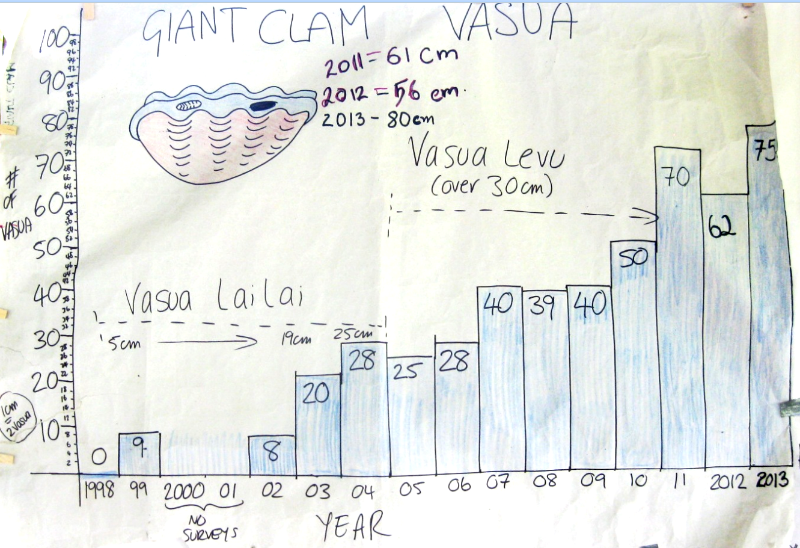 GIANT CLAM VASUA
2011 = 61 cm
2012 = 56 cm.
2013 - 80cm
Vasua Levu
(over 30cm)
Vasua LaiLai
5cm 19cm 25cm
# OF VASUA
1cm = 2vasua
100
90
80
70
60
50
40
30
20
10
0 9 8 20 28 25 28 40 39 40 50 70 62 75
1998 99 2000 01 02 03 04 05 06 07 08 09 10 11 2012 2013
NO
SURVEYS
YEAR